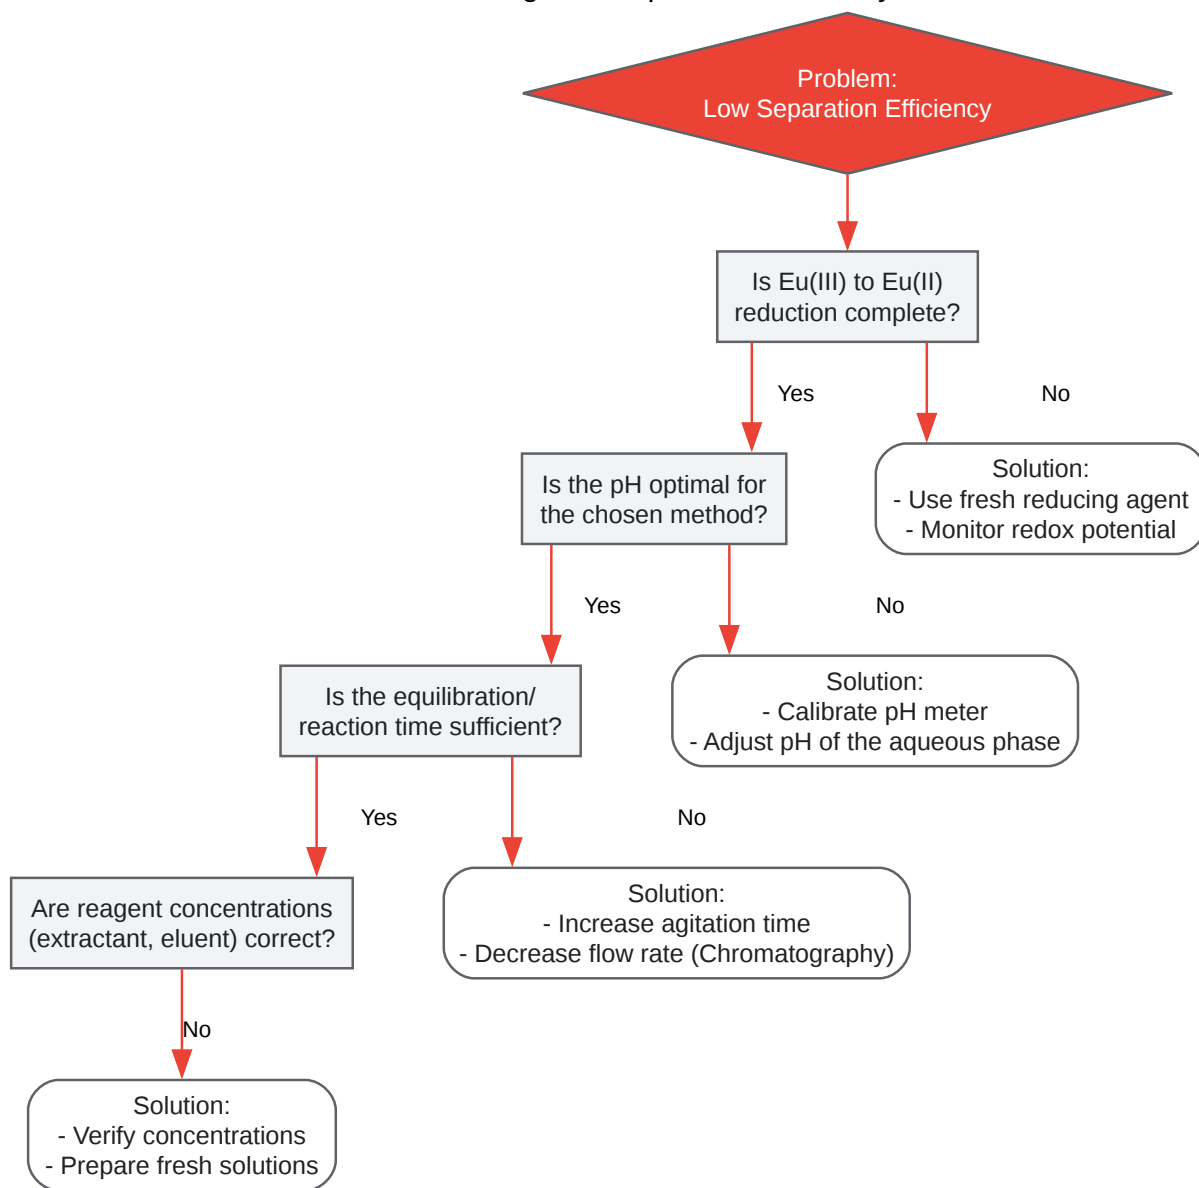 Problem:
Low Separation Efficiency
Is Eu(III) to Eu(II)
reduction complete?
Yes
No
Is the pH optimal for
the chosen method?
Solution:
- Use fresh reducing agent
- Monitor redox potential
Yes
No
Is the equilibration/
reaction time sufficient?
Solution:
- Calibrate pH meter
- Adjust pH of the aqueous phase
Yes
No
Are reagent concentrations
(extractant, eluent) correct?
Solution:
- Increase agitation time
- Decrease flow rate (Chromatography)
No
Solution:
- Verify concentrations
- Prepare fresh solutions